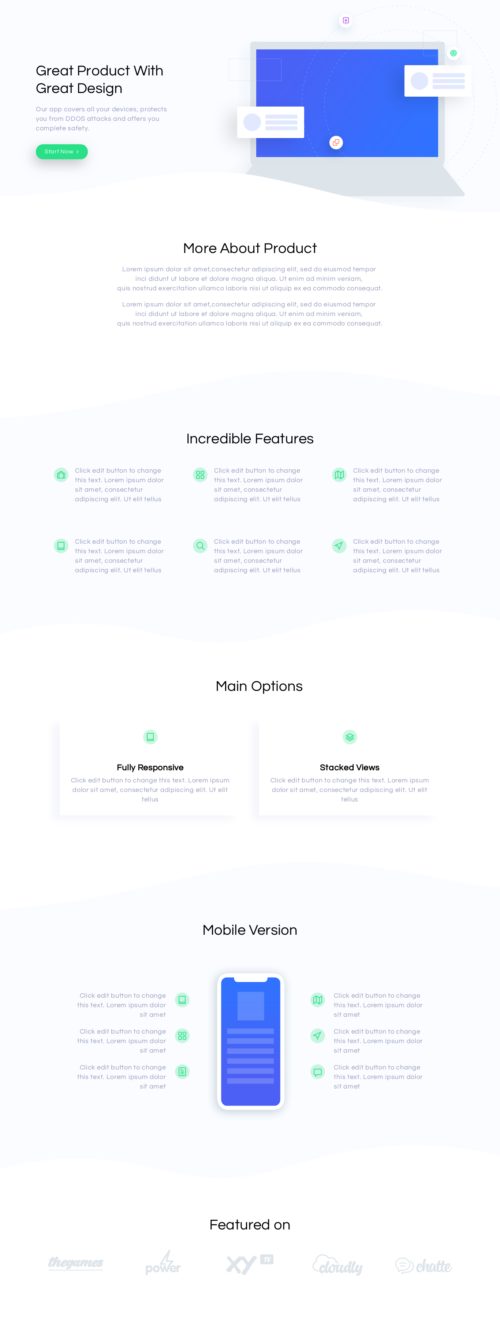 Great Product With
Great Design
Our app covers all your devices, protects
you from DDOS attacks and offers you
complete safety.
Start Now
More About Product
Lorem ipsum dolor sit amet,consectetur adipiscing elit, sed do eiusmod tempor
inci didunt ut labore et dolore magna aliqua. Ut enim ad minim veniam,
quis nostrud exercitation ullamco laboris nisi ut aliquip ex ea commodo consequat.
Lorem ipsum dolor sit amet,consectetur adipiscing elit, sed do eiusmod tempor
inci didunt ut labore et dolore magna aliqua. Ut enim ad minim veniam,
quis nostrud exercitation ullamco laboris nisi ut aliquip ex ea commodo consequat.
Incredible Features
Click edit button to change
this text. Lorem ipsum dolor
sit amet, consectetur
adipiscing elit. Ut elit tellus
Click edit button to change
this text. Lorem ipsum dolor
sit amet, consectetur
adipiscing elit. Ut elit tellus
Click edit button to change
this text. Lorem ipsum dolor
sit amet, consectetur
adipiscing elit. Ut elit tellus
Click edit button to change
this text. Lorem ipsum dolor
sit amet, consectetur
adipiscing elit. Ut elit tellus
Click edit button to change
this text. Lorem ipsum dolor
sit amet, consectetur
adipiscing elit. Ut elit tellus
Click edit button to change
this text. Lorem ipsum dolor
sit amet, consectetur
adipiscing elit. Ut elit tellus
Main Options
Fully Responsive
Click edit button to change this text. Lorem ipsum
dolor sit amet, consectetur adipiscing elit. Ut elit
tellus
Stacked Views
Click edit button to change this text. Lorem ipsum
dolor sit amet, consectetur adipiscing elit. Ut elit
tellus
Mobile Version
Click edit button to change
this text. Lorem ipsum dolor
sit amet
Click edit button to change
this text. Lorem ipsum dolor
sit amet
Click edit button to change
this text. Lorem ipsum dolor
sit amet
Click edit button to change
this text. Lorem ipsum dolor
sit amet
Click edit button to change
this text. Lorem ipsum dolor
sit amet
Click edit button to change
this text. Lorem ipsum dolor
sit amet
Featured on
thegames
power
XY
cloudly
chatte